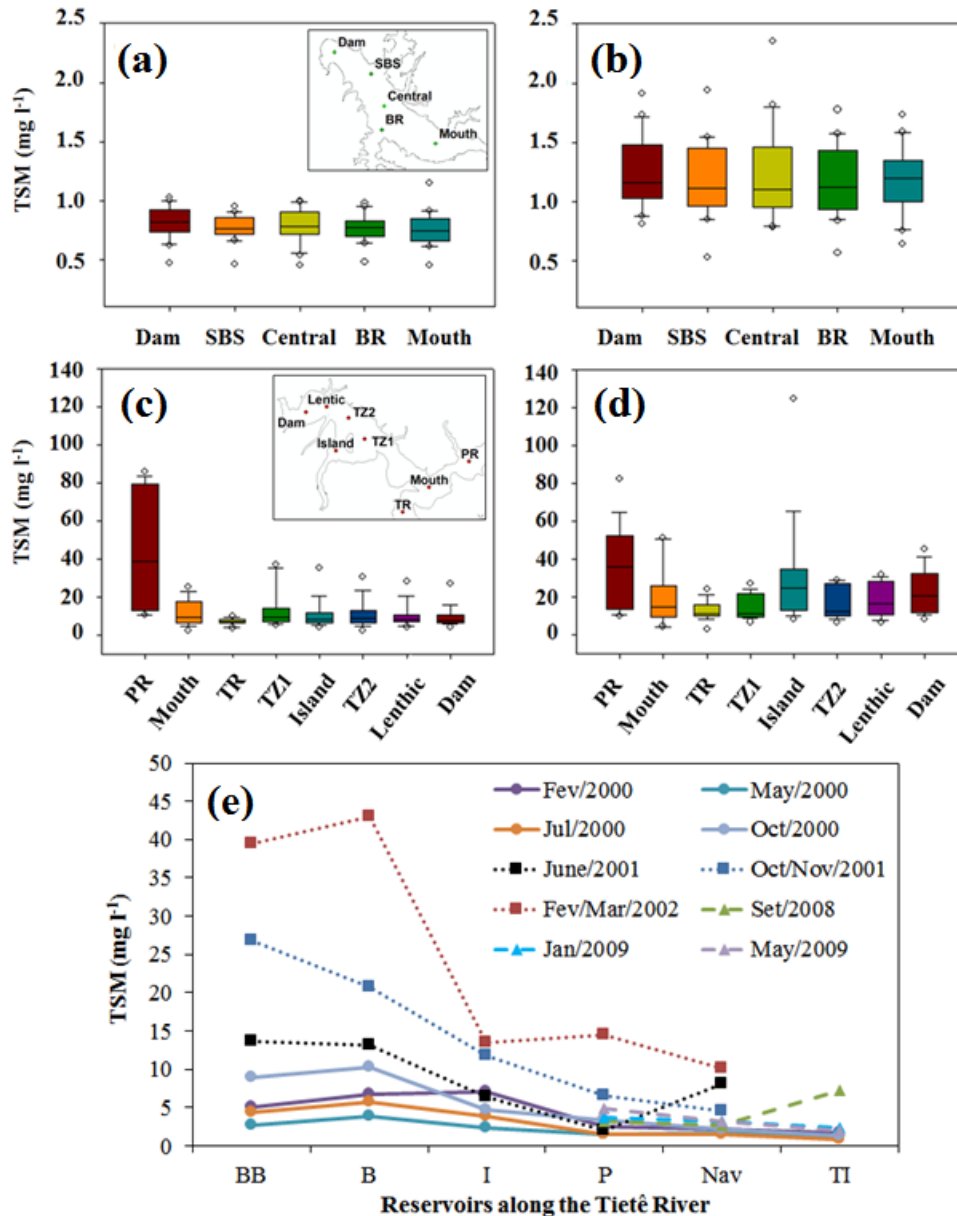 2.5
2.0
1.5
1.0
0.5
TSM (mg l-1)
(a)
Dam
SBS
Central
BR
Mouth
Dam SBS Central BR Mouth
2.5
2.0
1.5
1.0
0.5
(b)
Dam SBS Central BR Mouth
140
120
100
80
60
40
20
0
TSM (mg l-1)
(c)
Lentic
TZ2
Dam
Island
TZ1
PR
Mouth
TR
PR Mouth TR TZ1 Island TZ2 Lenthic Dam
140
120
100
80
60
40
20
0
(d)
PR Mouth TR TZ1 Island TZ2 Lenthic Dam
50
45
40
35
30
25
20
15
10
5
0
TSM (mg l-1)
(e)
Fev/2000 May/2000
Jul/2000 Oct/2000
June/2001 Oct/Nov/2001
Fev/Mar/2002 Set/2008
Jan/2009 May/2009
BB B I P Nav TI
Reservoirs along the Tietê River